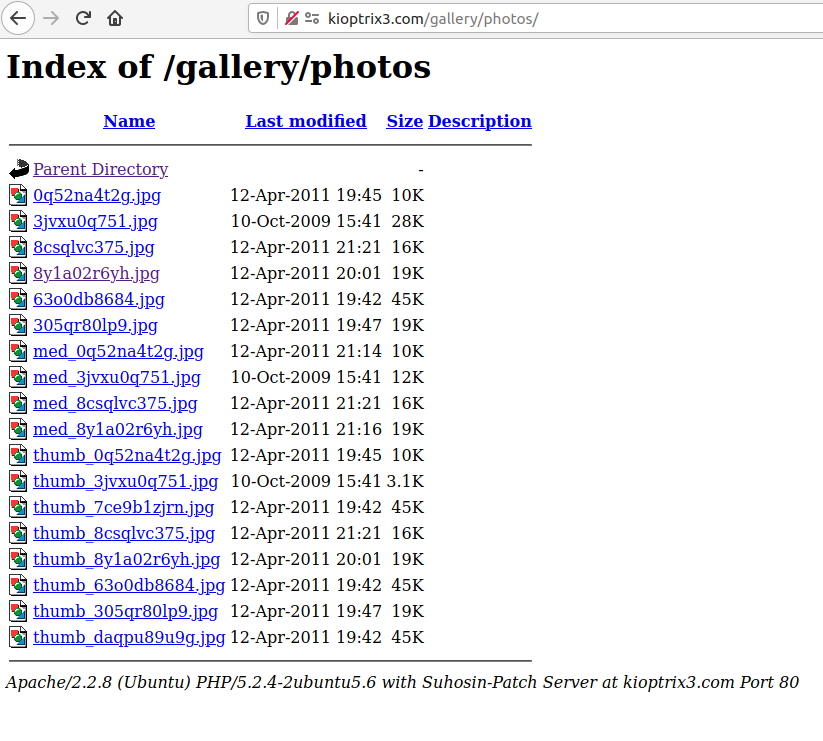 kioptrix3.com/gallery/photos/
Index of /gallery/photos
Name Last modified Size Description
Parent Directory -
0q52na4t2g.jpg 12-Apr-2011 19:45 10K
3jvxu0q751.jpg 10-Oct-2009 15:41 28K
8csqlvc375.jpg 12-Apr-2011 21:21 16K
8y1a02r6yh.jpg 12-Apr-2011 20:01 19K
63o0db8684.jpg 12-Apr-2011 19:42 45K
305qr80lp9.jpg 12-Apr-2011 19:47 19K
med_0q52na4t2g.jpg 12-Apr-2011 21:14 10K
med_3jvxu0q751.jpg 10-Oct-2009 15:41 12K
med_8csqlvc375.jpg 12-Apr-2011 21:21 16K
med_8y1a02r6yh.jpg 12-Apr-2011 21:16 19K
thumb_0q52na4t2g.jpg 12-Apr-2011 19:45 10K
thumb_3jvxu0q751.jpg 10-Oct-2009 15:41 3.1K
thumb_7ce9b1zjrn.jpg 12-Apr-2011 19:42 45K
thumb_8csqlvc375.jpg 12-Apr-2011 21:21 16K
thumb_8y1a02r6yh.jpg 12-Apr-2011 20:01 19K
thumb_63o0db8684.jpg 12-Apr-2011 19:42 45K
thumb_305qr80lp9.jpg 12-Apr-2011 19:47 19K
thumb_daqpu89u9g.jpg 12-Apr-2011 19:42 45K
Apache/2.2.8 (Ubuntu) PHP/5.2.4-2ubuntu5.6 with Suhosin-Patch Server at kioptrix3.com Port 80